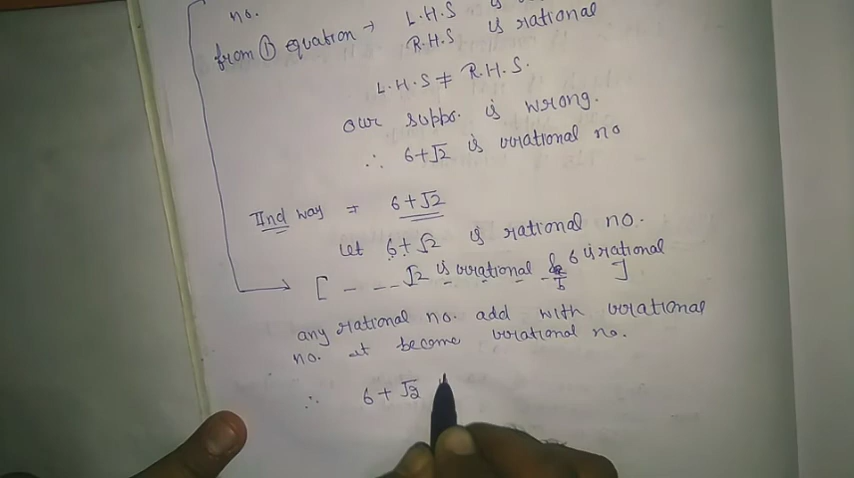 no.
from ① equation → L.H.S is
R.H.S is rational
L.H.S ≠ R.H.S.
our suppo. is wrong.
∴ 6+√2 is irrational no
IInd way = 6+√2
Let 6+√2 is rational no.
[ - - - √2 is irrational & 6 is rational ]
any rational no. add with irrational
no. it become irrational no.
∴ 6+√2